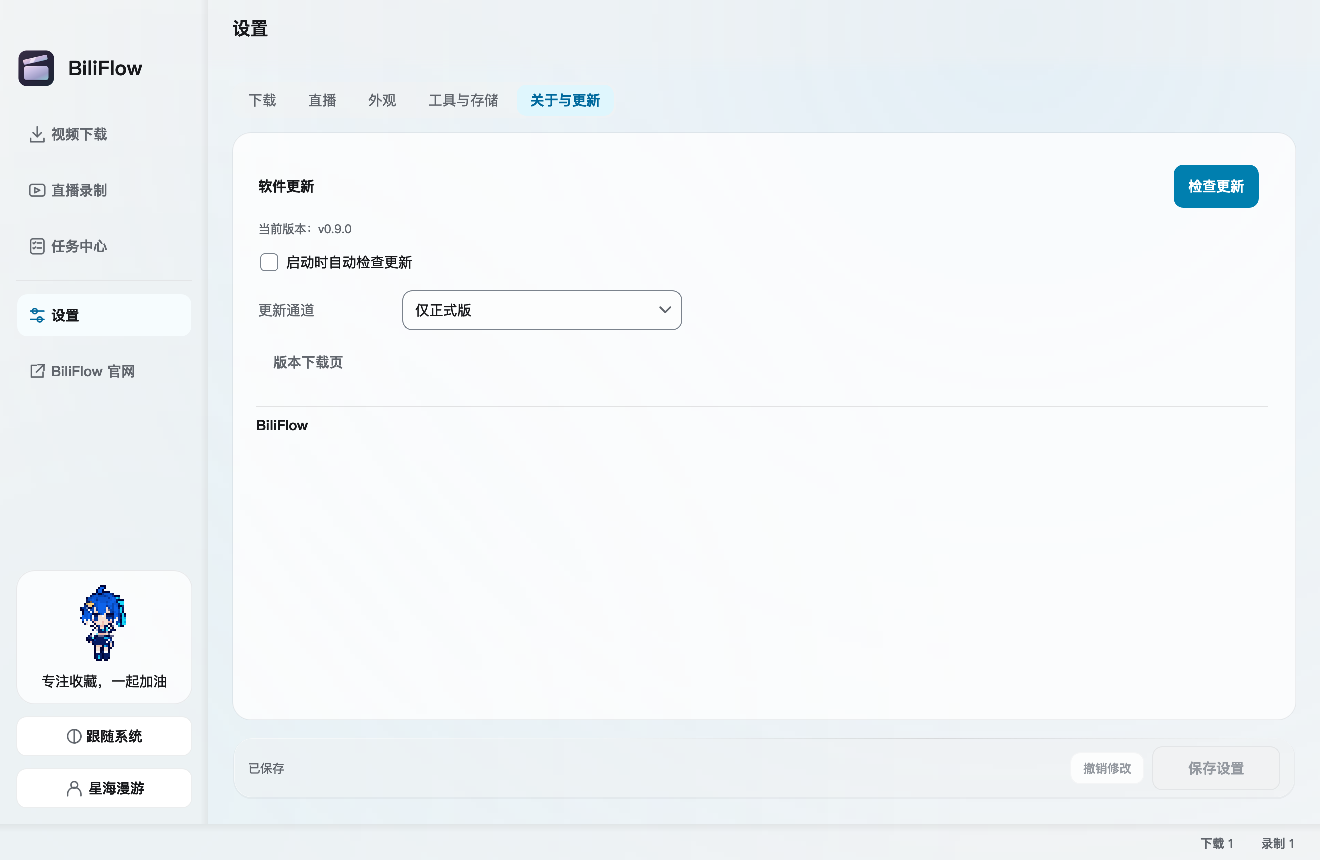 设置
BiliFlow
下载 直播 外观 工具与存储 关于与更新
视频下载
直播录制
任务中心
设置
BiliFlow 官网
软件更新
检查更新
当前版本：v0.9.0
启动时自动检查更新
更新通道 仅正式版
版本下载页
BiliFlow
专注收藏，一起加油
跟随系统
星海漫游
已保存
撤销修改
保存设置
下载 1 录制 1